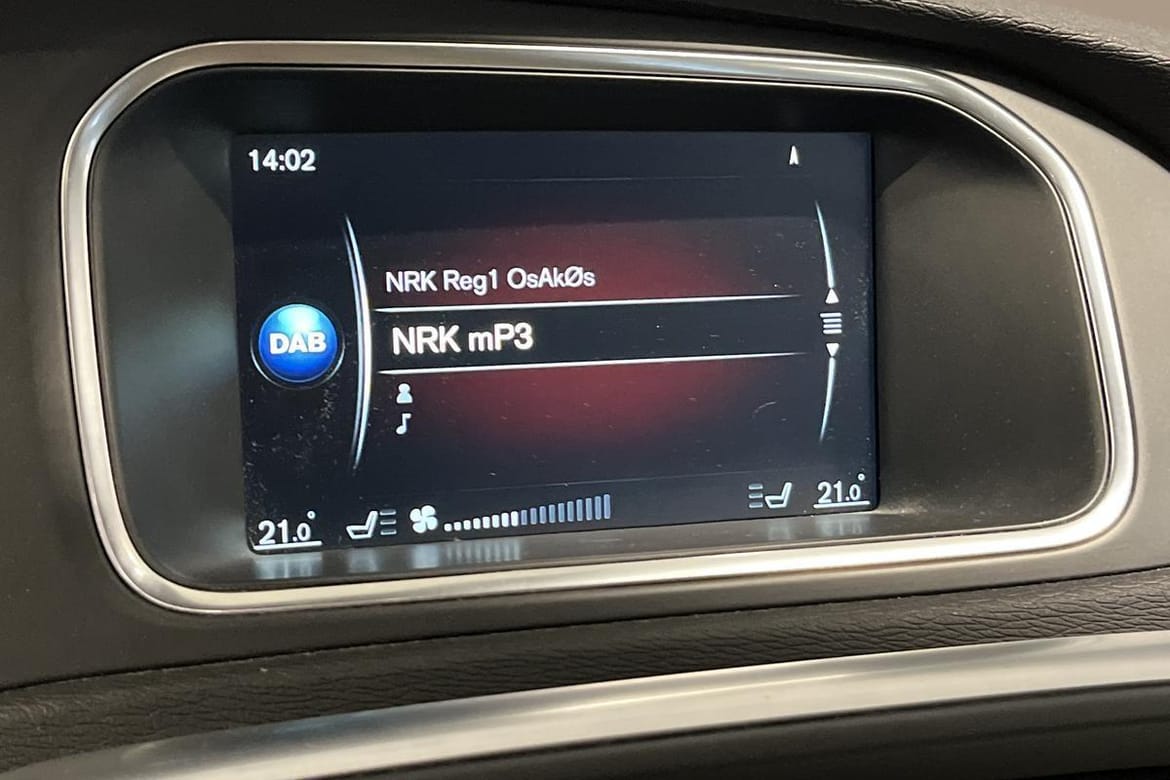 14:02
NRK Reg1 OsAkØs
DAB
NRK mP3
21.0°
21.0°